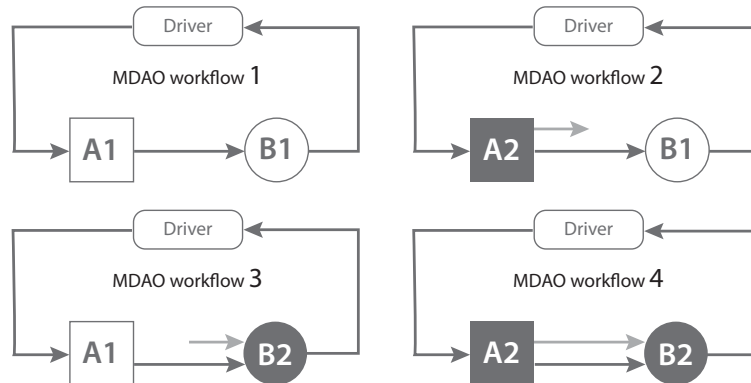 Driver
MDAO workflow 1
A1
B1
Driver
MDAO workflow 2
A2
B1
Driver
MDAO workflow 3
A1
B2
Driver
MDAO workflow 4
A2
B2